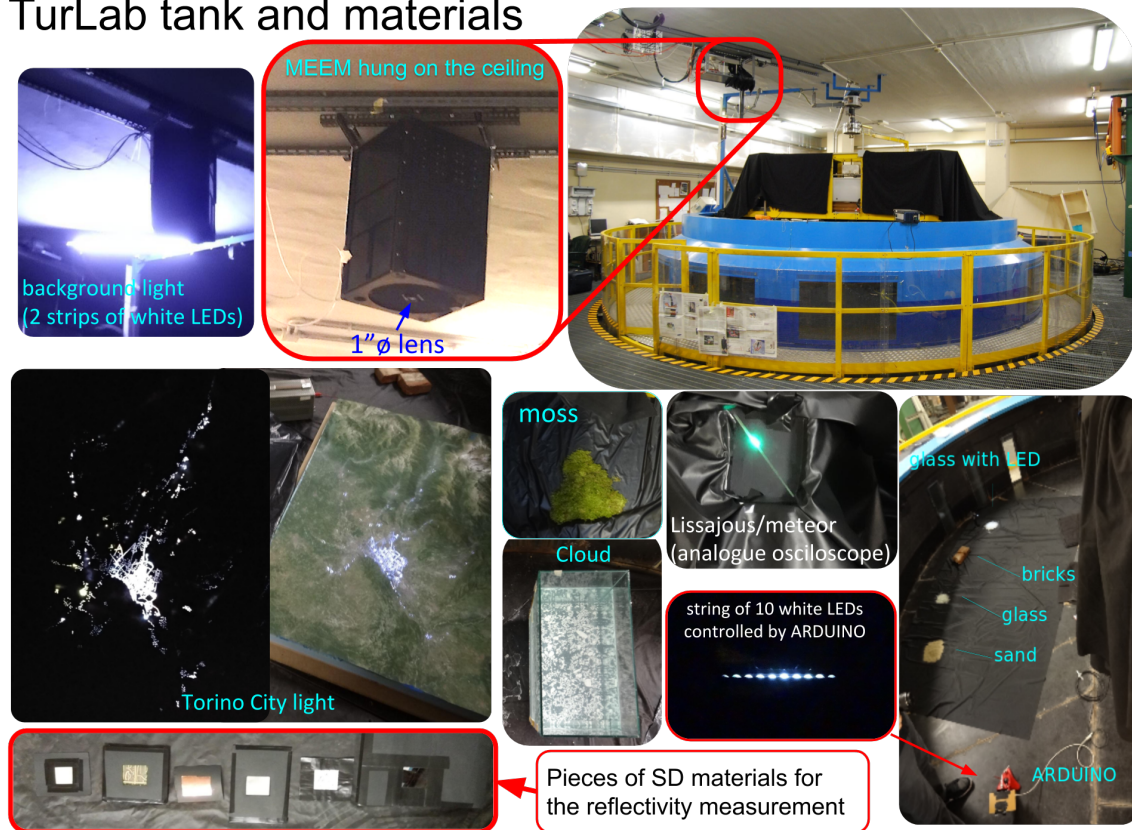 TurLab tank and materials
MEEM hung on the ceiling
background light
(2 strips of white LEDs)
1"ø lens
moss
glass with LED
Lissajous/meteor
(analogue osciloscope)
Cloud
bricks
string of 10 white LEDs
controlled by ARDUINO
glass
sand
Torino City light
ARDUINO
Pieces of SD materials for
the reflectivity measurement